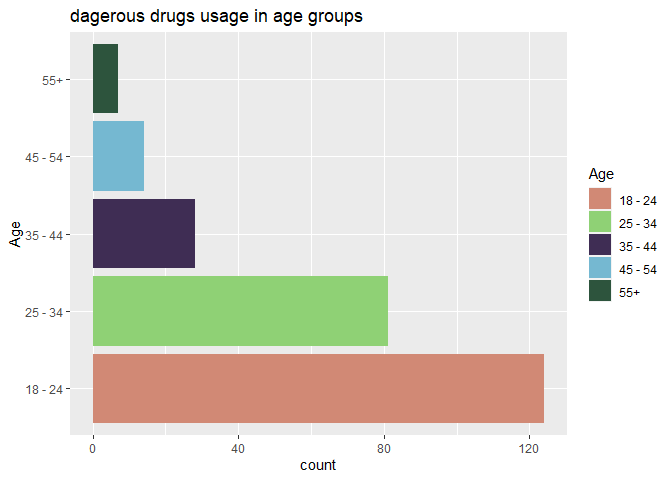 dagerous drugs usage in age groups
55+
45 - 54
35 - 44
25 - 34
18 - 24
Age
0 40 80 120
count
Age
18 - 24
25 - 34
35 - 44
45 - 54
55+